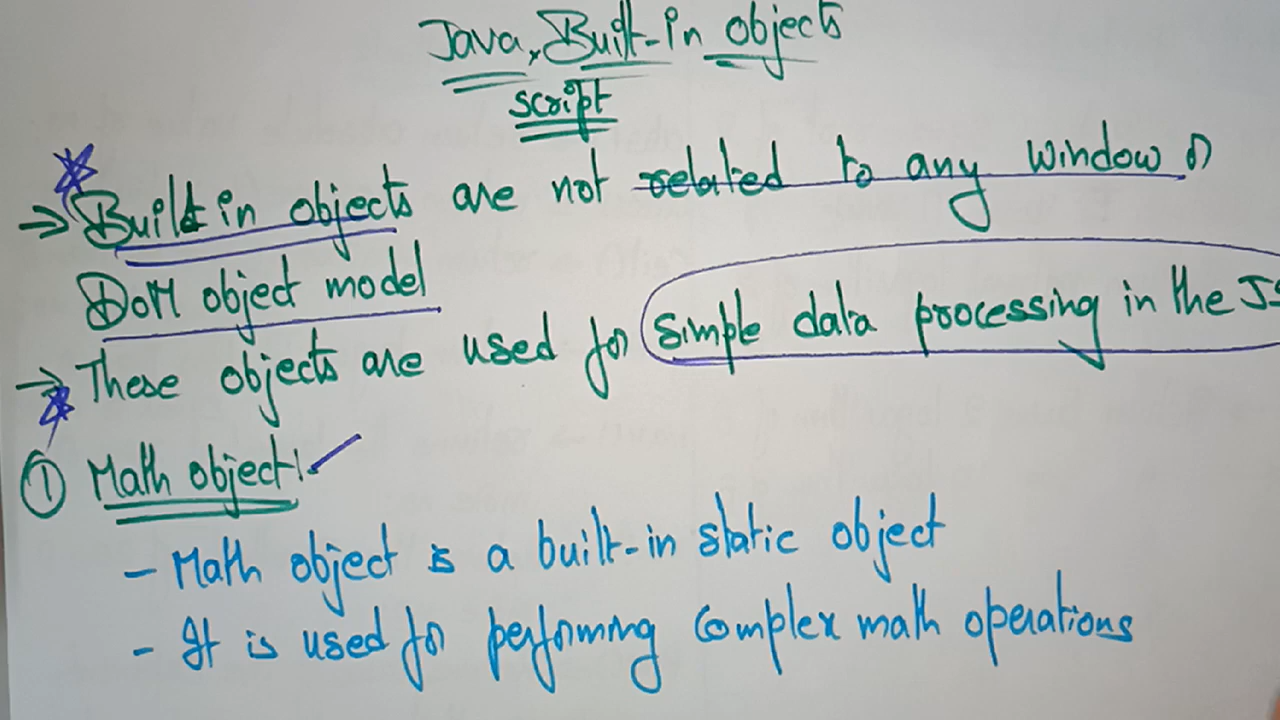 Java Built-in objects
script
→ Built in objects are not related to any window or
DOM object model
→ These objects are used for simple data processing in the JS
① Math object:
- Math object is a built-in static object
- It is used for performing complex math operations